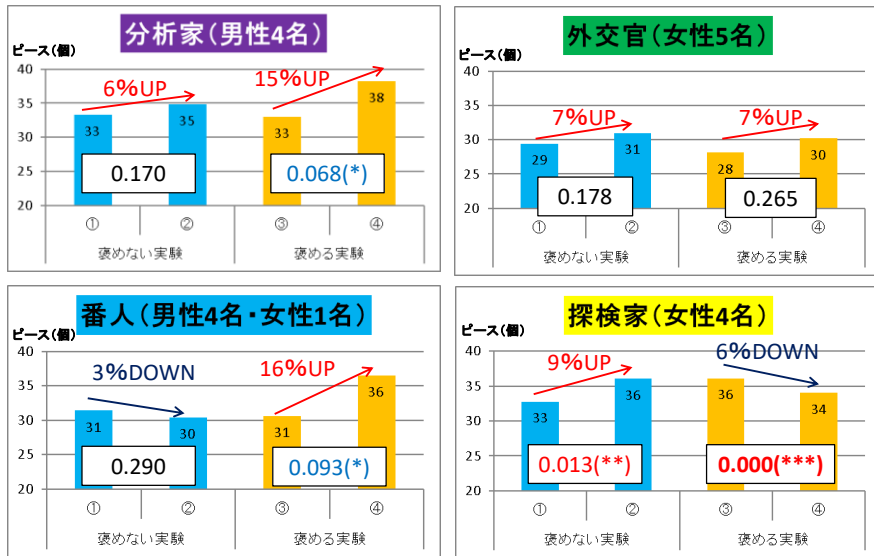 分析家(男性4名)
ピース(個)
40
35
30
25
20
6%UP
15%UP
33
35
33
38
0.170
0.068(*)
①
②
③
④
褒めない実験
褒める実験
外交官(女性5名)
ピース(個)
40
35
30
25
20
7%UP
7%UP
29
31
28
30
0.178
0.265
①
②
③
④
褒めない実験
褒める実験
番人(男性4名・女性1名)
ピース(個)
40
35
30
25
20
3%DOWN
16%UP
31
30
31
36
0.290
0.093(*)
①
②
③
④
褒めない実験
褒める実験
探検家(女性4名)
ピース(個)
40
35
30
25
20
9%UP
6%DOWN
33
36
36
34
0.013(**)
0.000(***)
①
②
③
④
褒めない実験
褒める実験